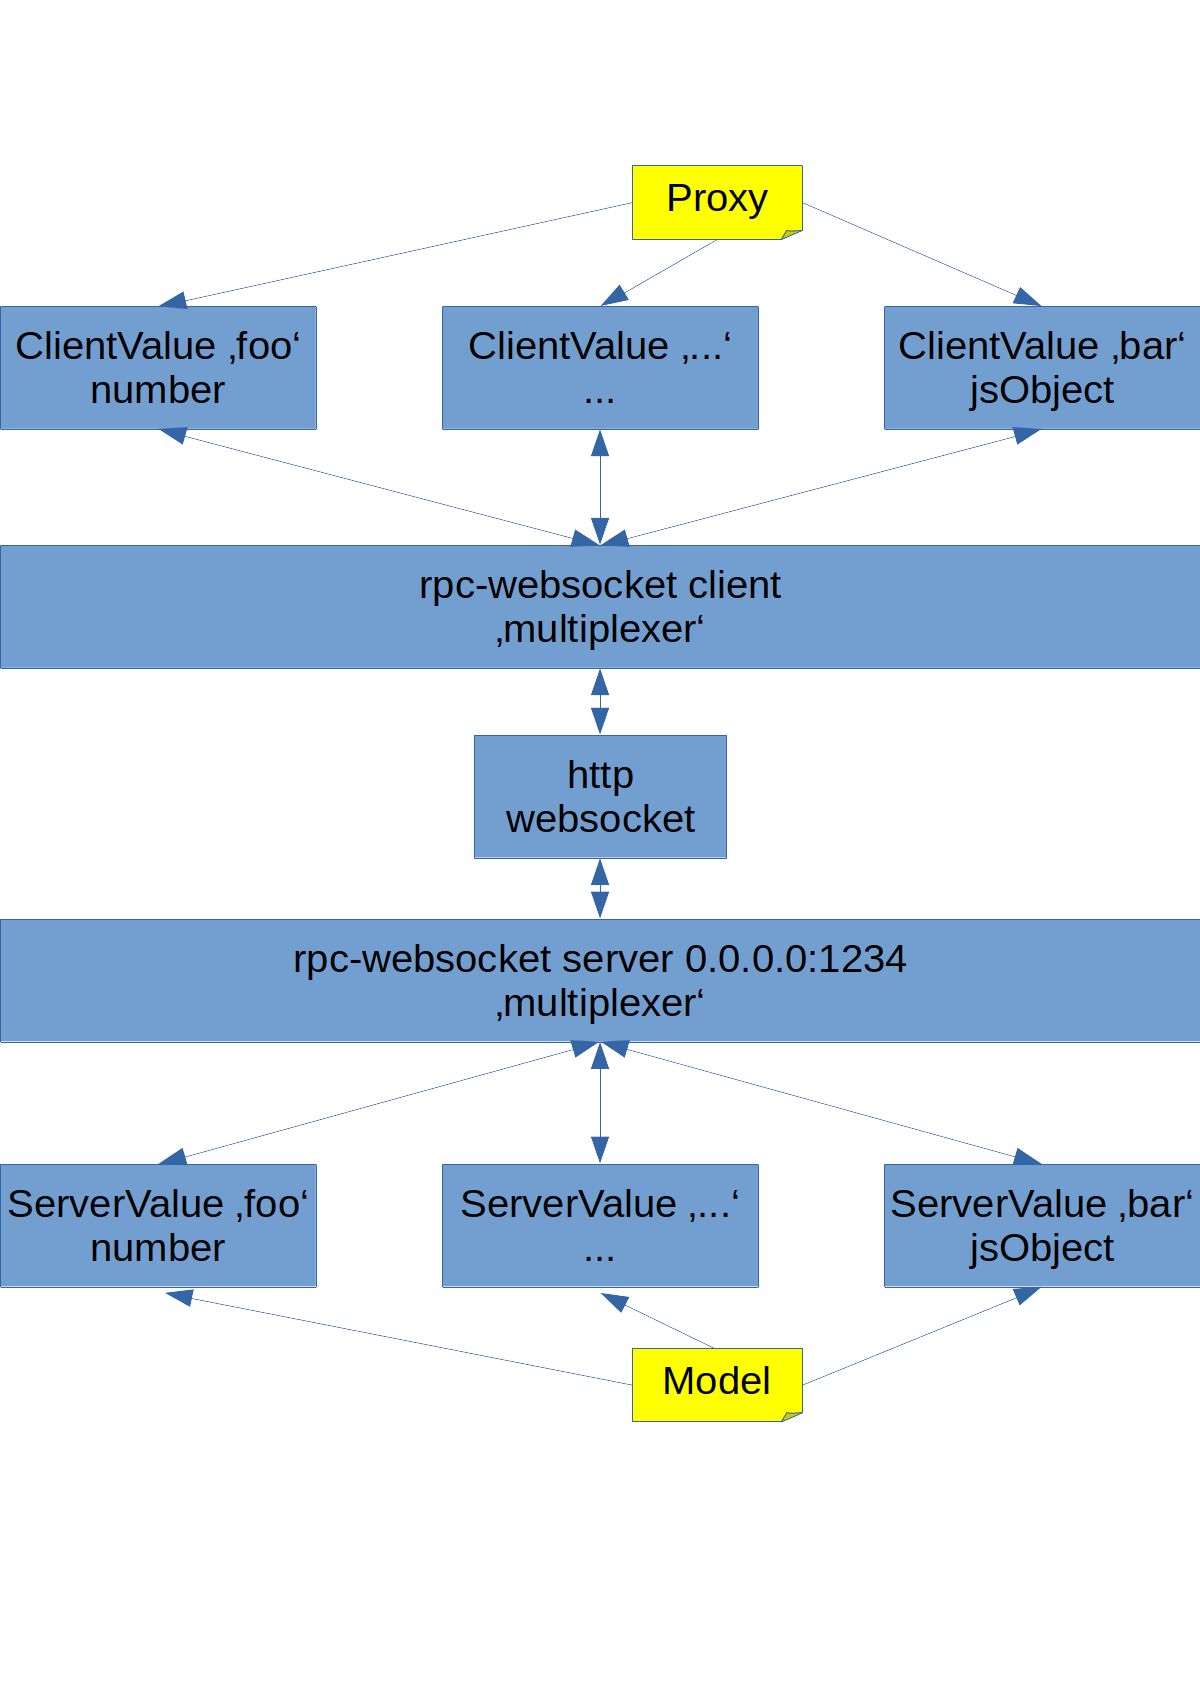 Proxy
ClientValue ‚foo‘
number
ClientValue ‚...‘
...
ClientValue ‚bar‘
jsObject
rpc-websocket client
‚multiplexer‘
http
websocket
rpc-websocket server 0.0.0.0:1234
‚multiplexer‘
ServerValue ‚foo‘
number
ServerValue ‚...‘
...
ServerValue ‚bar‘
jsObject
Model